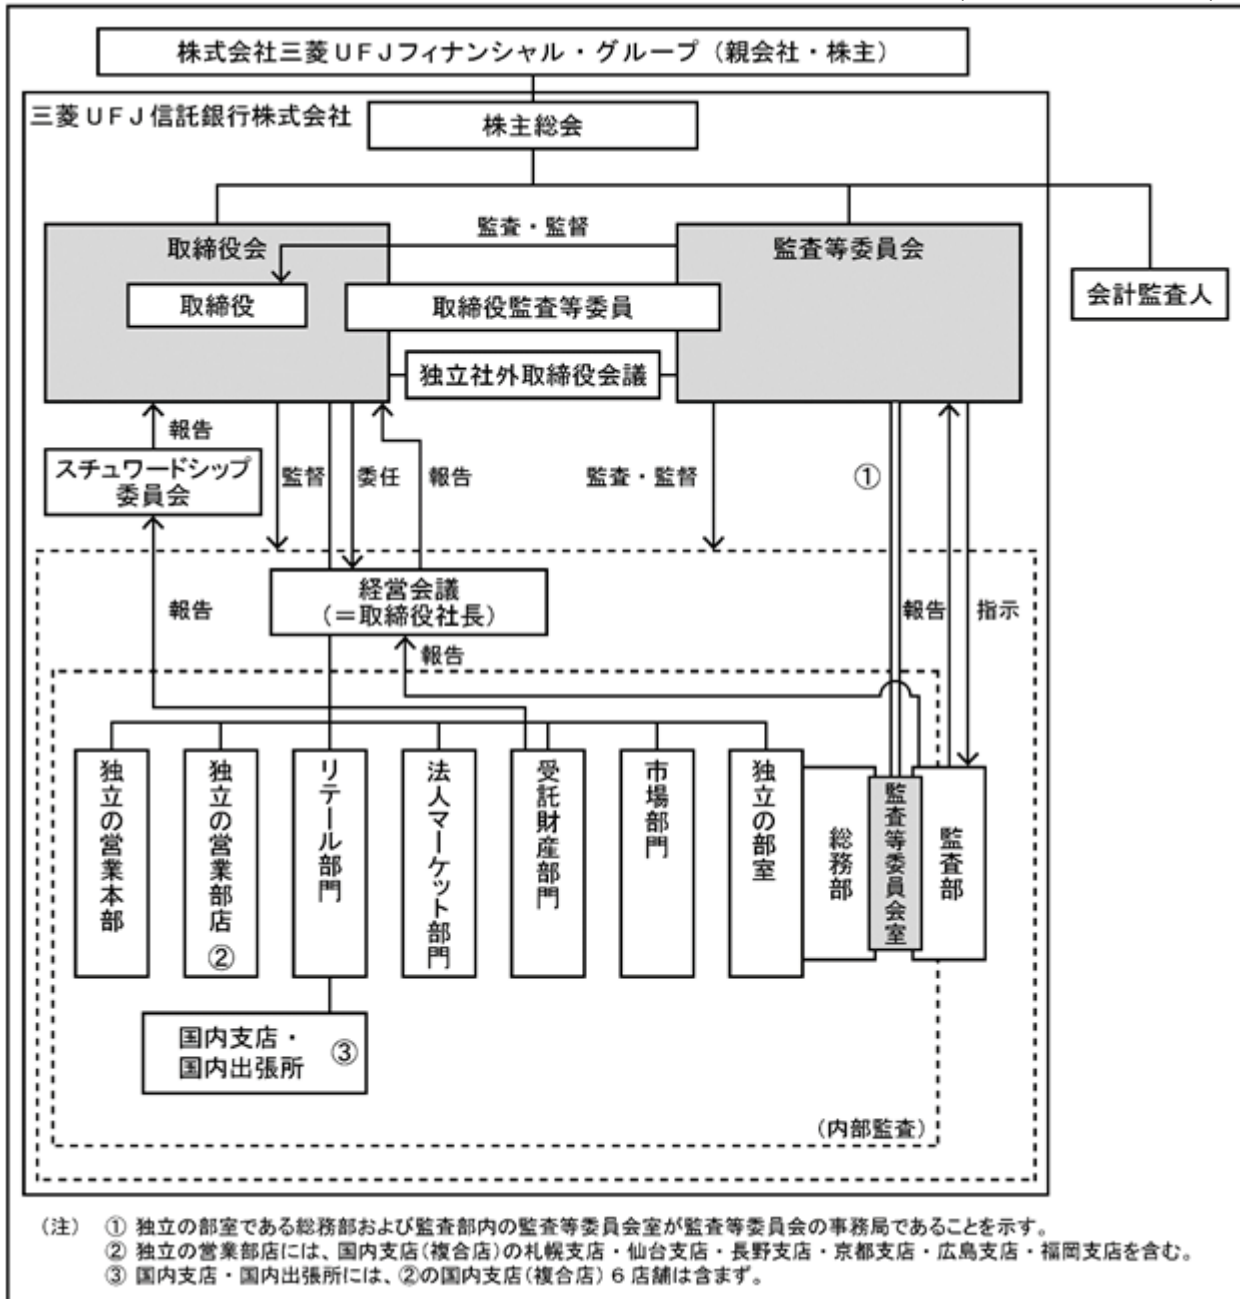 株式会社三菱UFJフィナンシャル・グループ（親会社・株主）
三菱UFJ信託銀行株式会社
株主総会
取締役会
監査・監督
監査等委員会
取締役
取締役監査等委員
会計監査人
独立社外取締役会議
報告
スチュワードシップ
委員会
監督
委任
報告
監査・監督
①
経営会議
（＝取締役社長）
報告
報告
指示
報告
独立の営業本部
独立の営業部店②
リテール部門
法人マーケット部門
受託財産部門
市場部門
独立の部室
総務部
監査等委員会室
監査部
国内支店・
国内出張所
③
（内部監査）
（注） ① 独立の部室である総務部および監査部内の監査等委員会室が監査等委員会の事務局であることを示す。
② 独立の営業部店には、国内支店（複合店）の札幌支店・仙台支店・長野支店・京都支店・広島支店・福岡支店を含む。
③ 国内支店・国内出張所には、②の国内支店（複合店）６店舗は含まず。